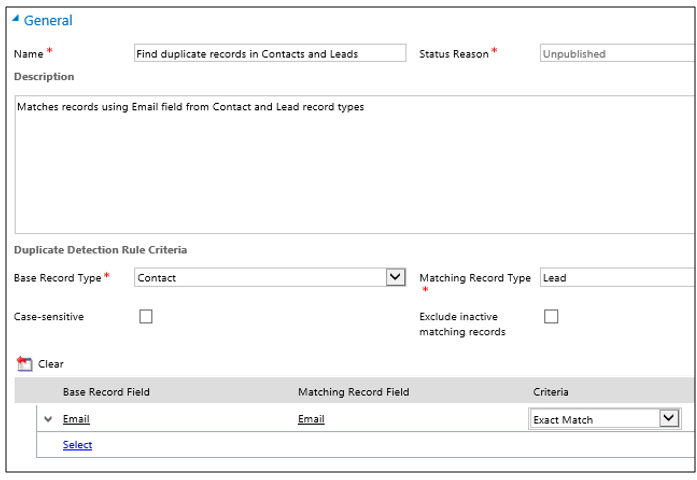 General
Name * Find duplicate records in Contacts and Leads Status Reason * Unpublished
Description
Matches records using Email field from Contact and Lead record types
Duplicate Detection Rule Criteria
Base Record Type * Contact Matching Record Type * Lead
Case-sensitive Exclude inactive
matching records
Clear
Base Record Field Matching Record Field Criteria
Email Email Exact Match
Select